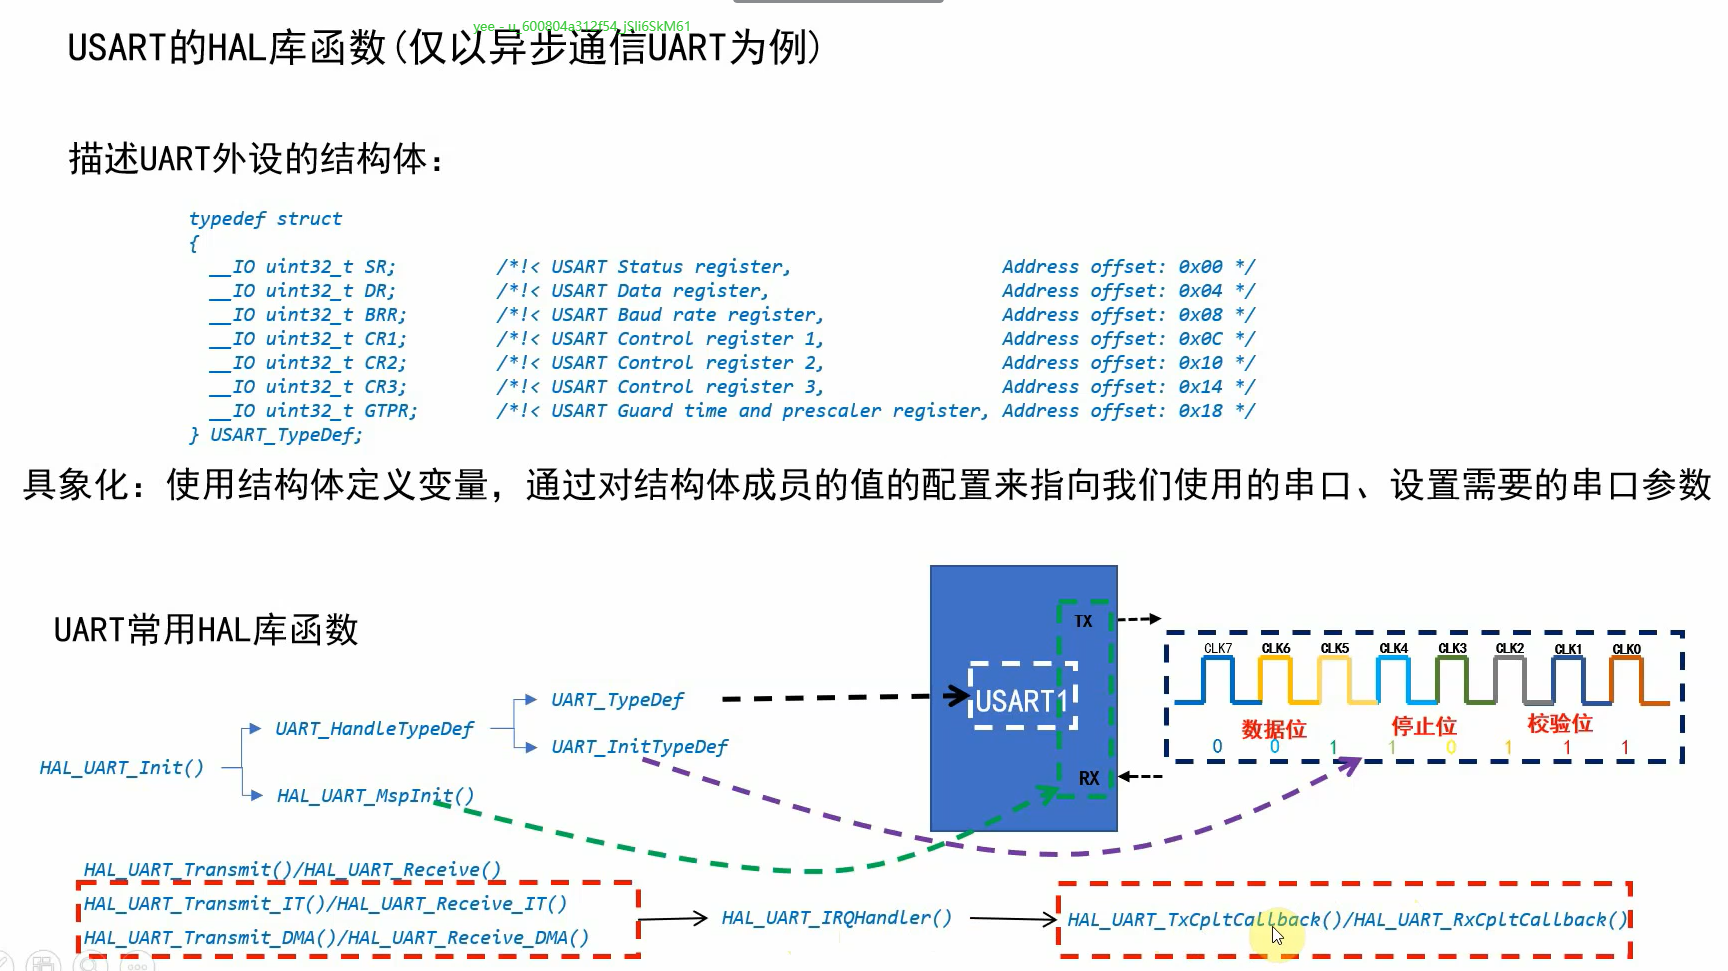 yee - u_600804a312f54_jSli6SkM61
USART的HAL库函数(仅以异步通信UART为例)
描述UART外设的结构体：
typedef struct
{
__IO uint32_t SR; /*!< USART Status register, Address offset: 0x00 */
__IO uint32_t DR; /*!< USART Data register, Address offset: 0x04 */
__IO uint32_t BRR; /*!< USART Baud rate register, Address offset: 0x08 */
__IO uint32_t CR1; /*!< USART Control register 1, Address offset: 0x0C */
__IO uint32_t CR2; /*!< USART Control register 2, Address offset: 0x10 */
__IO uint32_t CR3; /*!< USART Control register 3, Address offset: 0x14 */
__IO uint32_t GTPR; /*!< USART Guard time and prescaler register, Address offset: 0x18 */
} USART_TypeDef;
具象化：使用结构体定义变量，通过对结构体成员的值的配置来指向我们使用的串口、设置需要的串口参数
UART常用HAL库函数
HAL_UART_Init()
UART_HandleTypeDef
HAL_UART_MspInit()
UART_TypeDef
UART_InitTypeDef
TX
USART1
RX
CLK7 CLK6 CLK5 CLK4 CLK3 CLK2 CLK1 CLK0
数据位 停止位 校验位
0 0 1 1 0 1 1 1
HAL_UART_Transmit()/HAL_UART_Receive()
HAL_UART_Transmit_IT()/HAL_UART_Receive_IT()
HAL_UART_Transmit_DMA()/HAL_UART_Receive_DMA()
HAL_UART_IRQHandler()
HAL_UART_TxCpltCallback()/HAL_UART_RxCpltCallback()